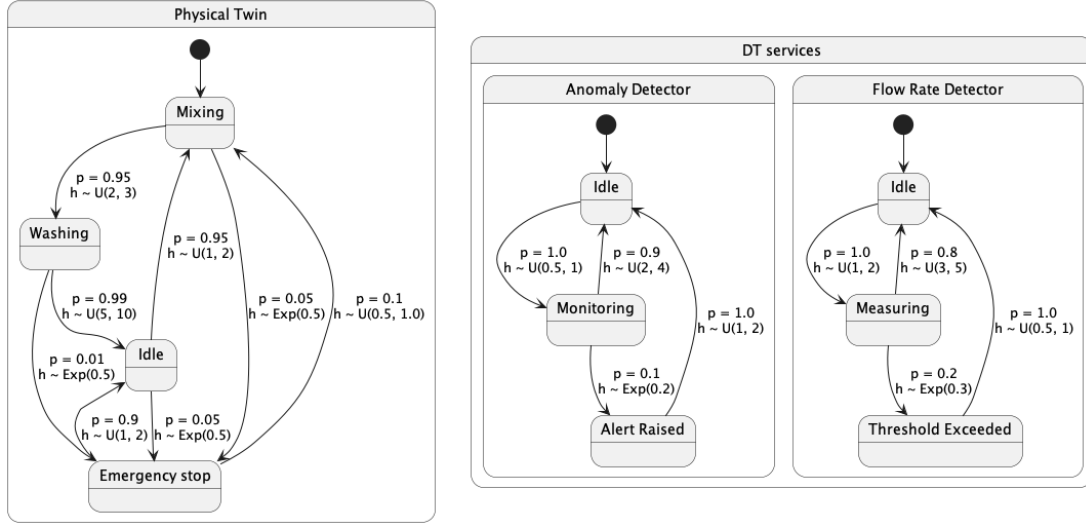 Physical Twin
Mixing
p = 0.95
h ~ U(2, 3)
Washing
p = 0.95
h ~ U(1, 2)
p = 0.05
h ~ Exp(0.5)
p = 0.1
h ~ U(0.5, 1.0)
p = 0.99
h ~ U(5, 10)
Idle
p = 0.01
h ~ Exp(0.5)
p = 0.9
h ~ U(1, 2)
p = 0.05
h ~ Exp(0.5)
Emergency stop
DT services
Anomaly Detector
Idle
p = 1.0
h ~ U(0.5, 1)
p = 0.9
h ~ U(2, 4)
Monitoring
p = 1.0
h ~ U(1, 2)
p = 0.1
h ~ Exp(0.2)
Alert Raised
Flow Rate Detector
Idle
p = 1.0
h ~ U(1, 2)
p = 0.8
h ~ U(3, 5)
Measuring
p = 1.0
h ~ U(0.5, 1)
p = 0.2
h ~ Exp(0.3)
Threshold Exceeded